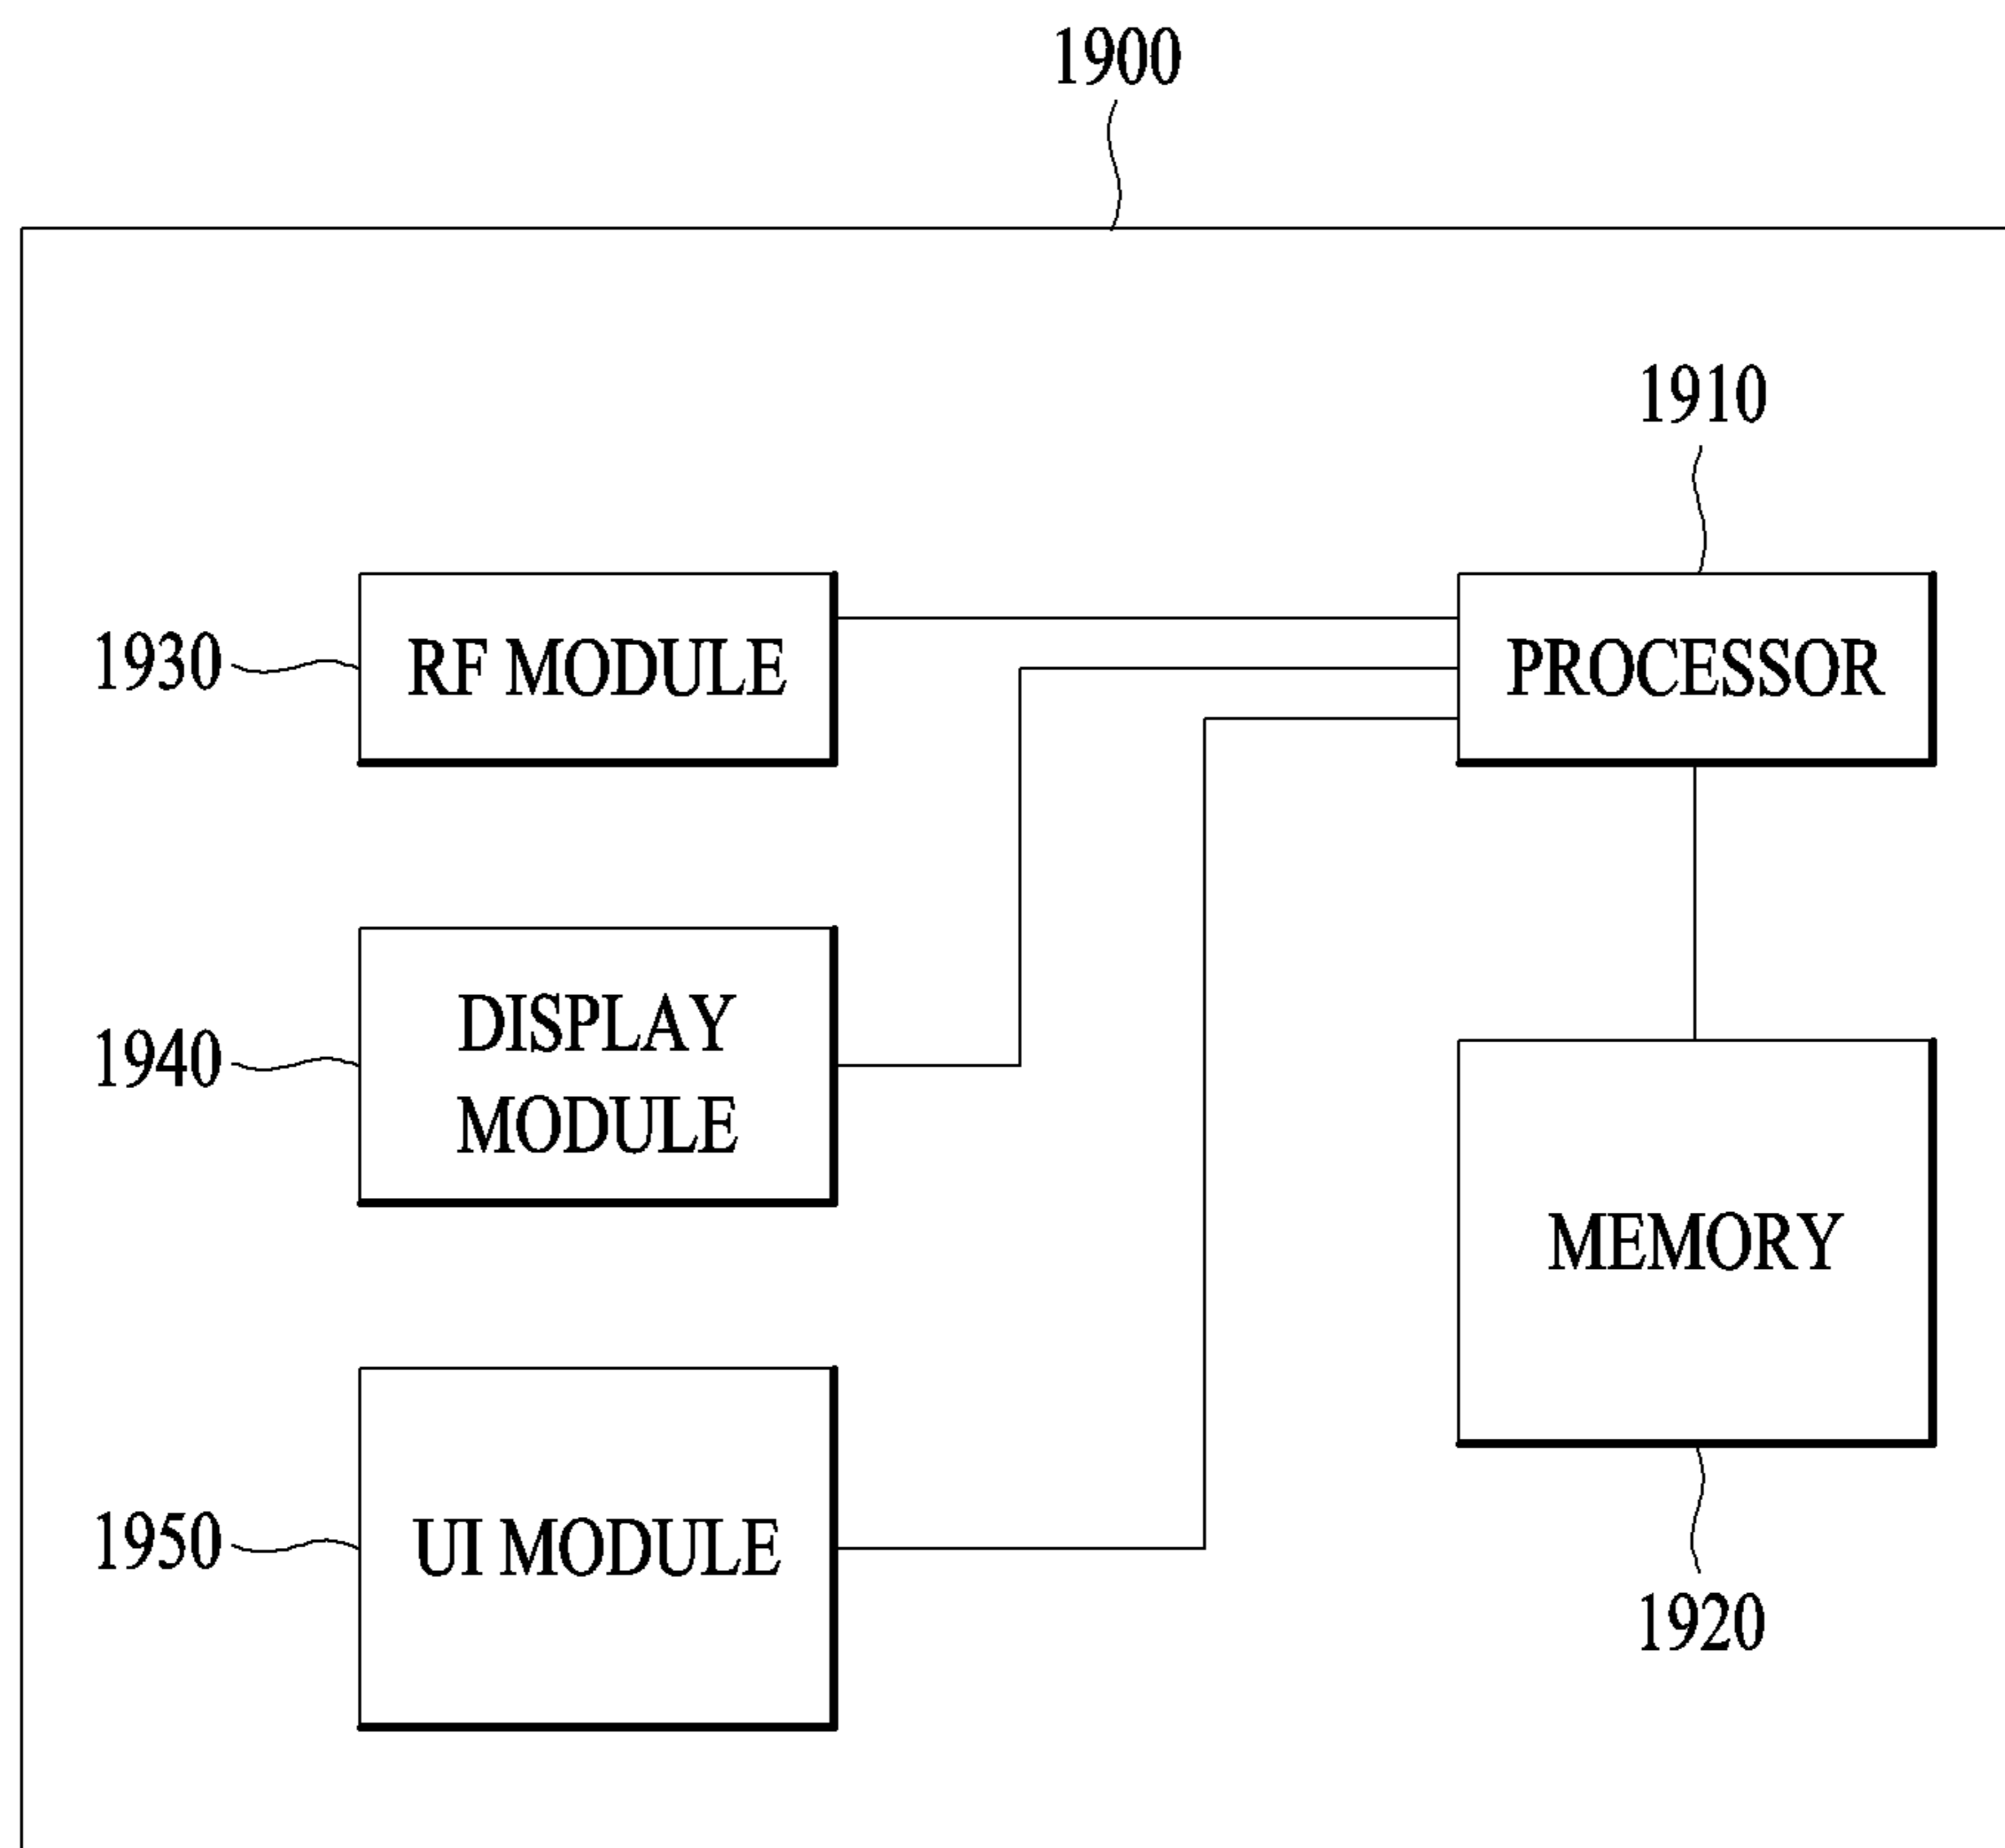 1900
1910
1930
RF MODULE
PROCESSOR
1940
DISPLAY
MODULE
MEMORY
1950
UI MODULE
1920